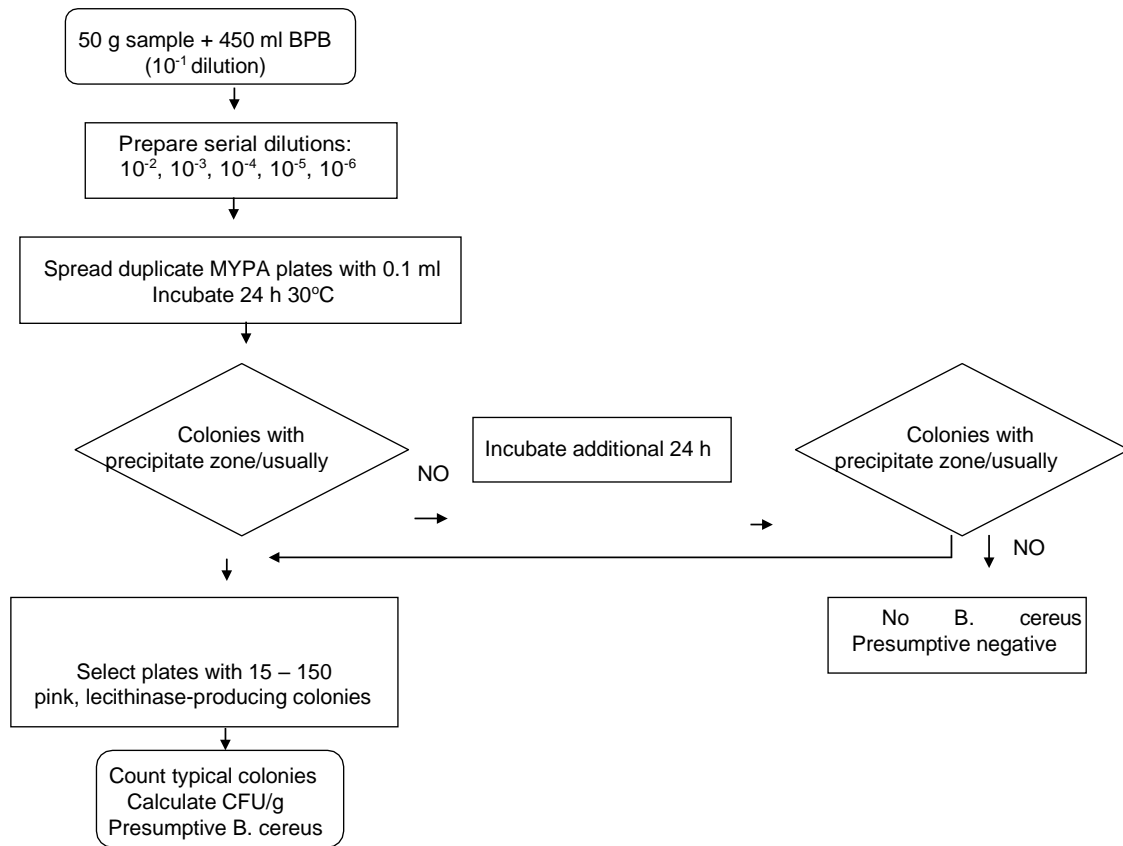 50 g sample + 450 ml BPB
(10⁻¹ dilution)
Prepare serial dilutions:
10⁻², 10⁻³, 10⁻⁴, 10⁻⁵, 10⁻⁶
Spread duplicate MYPA plates with 0.1 ml
Incubate 24 h 30°C
Colonies with
precipitate zone/usually
NO
Incubate additional 24 h
Colonies with
precipitate zone/usually
NO
No B. cereus
Presumptive negative
Select plates with 15 – 150
pink, lecithinase-producing colonies
Count typical colonies
Calculate CFU/g
Presumptive B. cereus